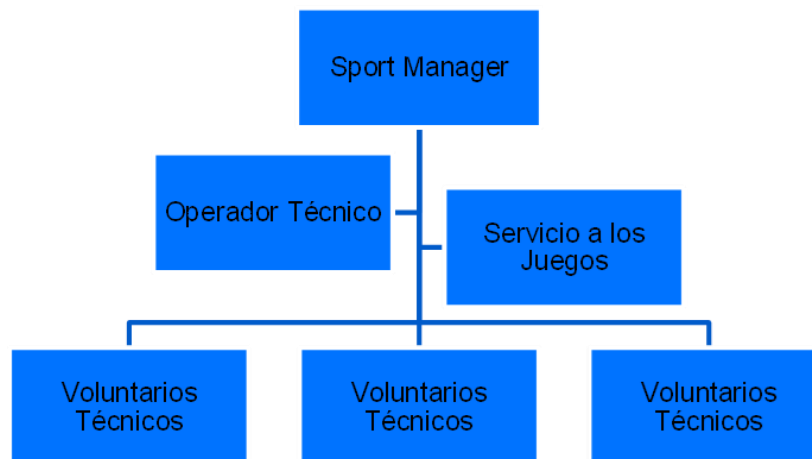 Sport Manager
Operador Técnico
Servicio a los
Juegos
Voluntarios
Técnicos
Voluntarios
Técnicos
Voluntarios
Técnicos